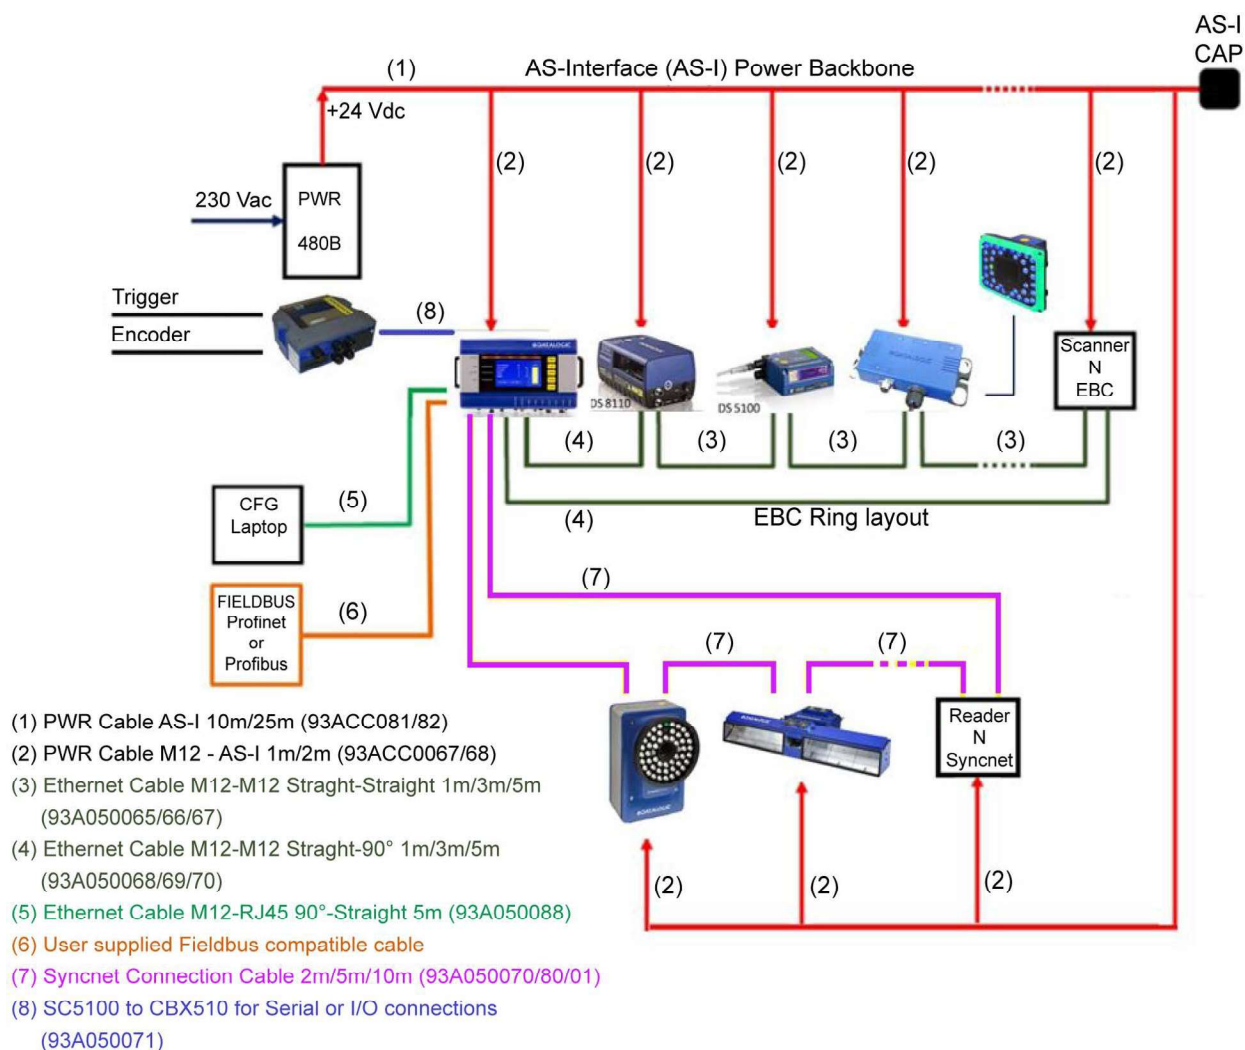 AS-I
CAP
(1)
AS-Interface (AS-I) Power Backbone
+24 Vdc
(2)
(2)
(2)
(2)
(2)
230 Vac
PWR
480B
Trigger
Encoder
(8)
DATALOGIC
DS 8110
DS 5100
DATALOGIC
Scanner
N
EBC
(4)
(3)
(3)
(3)
(4)
EBC Ring layout
CFG
Laptop
(5)
FIELDBUS
Profinet
or
Profibus
(6)
(7)
(7)
(7)
DATALOGIC
Reader
N
Syncnet
(2)
(2)
(2)
(1) PWR Cable AS-I 10m/25m (93ACC081/82)
(2) PWR Cable M12 - AS-I 1m/2m (93ACC0067/68)
(3) Ethernet Cable M12-M12 Straght-Straight 1m/3m/5m
(93A050065/66/67)
(4) Ethernet Cable M12-M12 Straght-90° 1m/3m/5m
(93A050068/69/70)
(5) Ethernet Cable M12-RJ45 90°-Straight 5m (93A050088)
(6) User supplied Fieldbus compatible cable
(7) Syncnet Connection Cable 2m/5m/10m (93A050070/80/01)
(8) SC5100 to CBX510 for Serial or I/O connections
(93A050071)